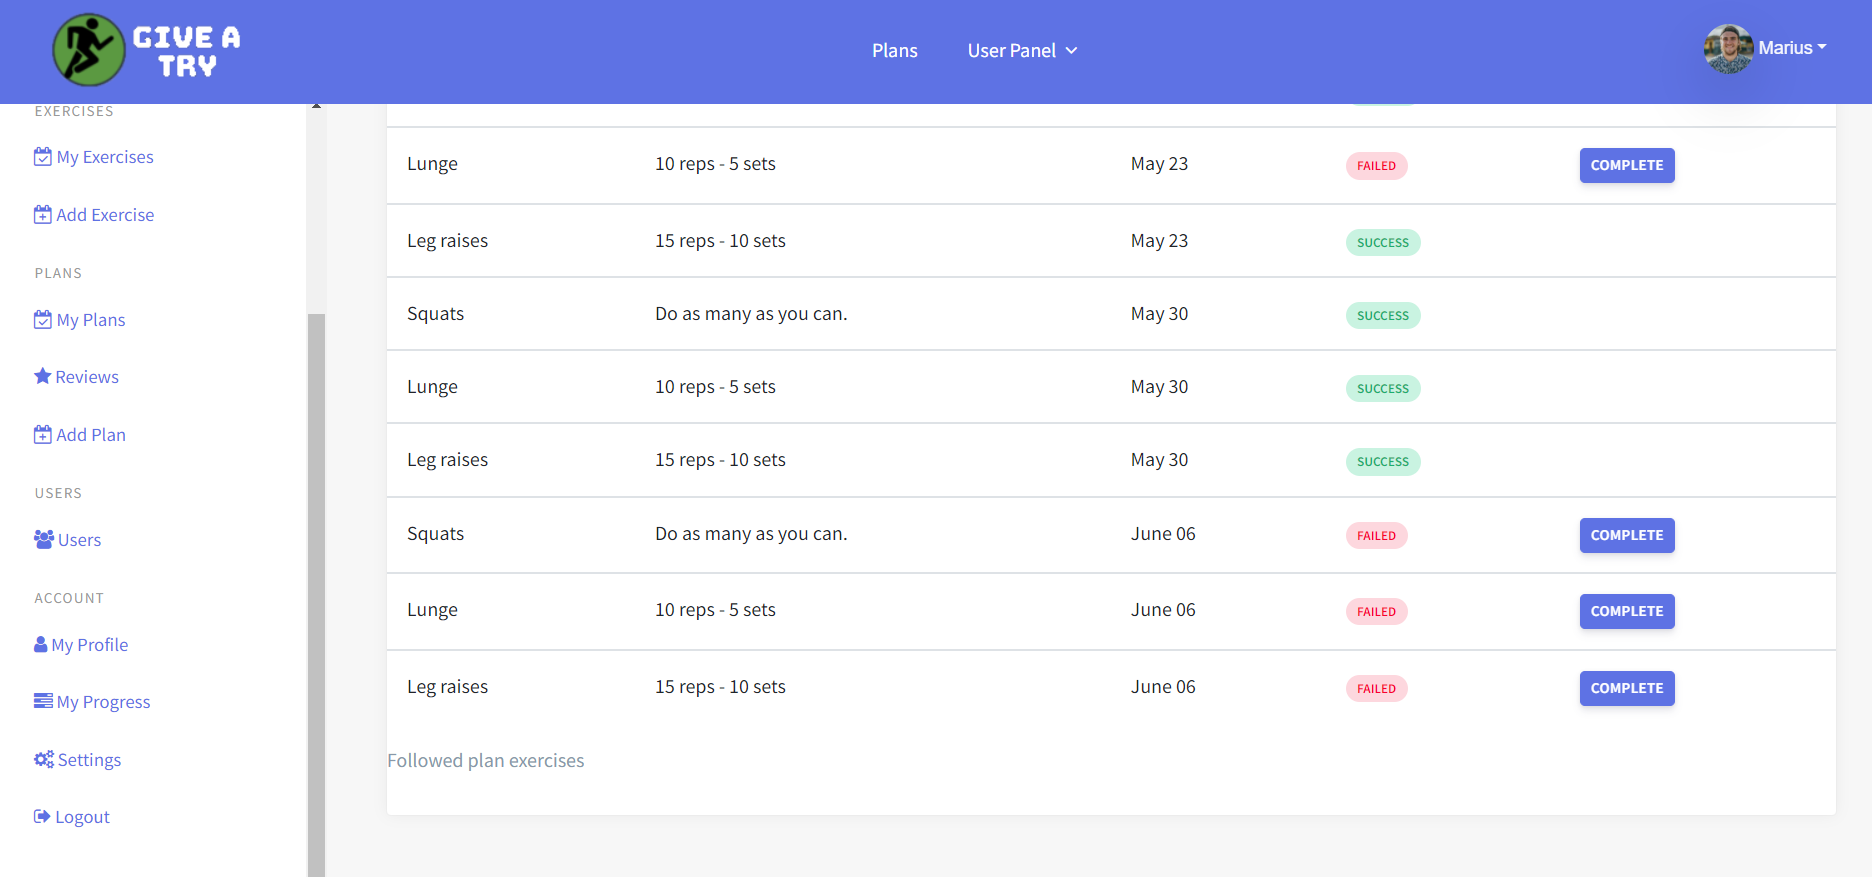 GIVE A
TRY
Plans
User Panel
Marius
EXERCISES
My Exercises
Add Exercise
PLANS
My Plans
Reviews
Add Plan
USERS
Users
ACCOUNT
My Profile
My Progress
Settings
Logout
Lunge 10 reps - 5 sets May 23 FAILED COMPLETE
Leg raises 15 reps - 10 sets May 23 SUCCESS
Squats Do as many as you can. May 30 SUCCESS
Lunge 10 reps - 5 sets May 30 SUCCESS
Leg raises 15 reps - 10 sets May 30 SUCCESS
Squats Do as many as you can. June 06 FAILED COMPLETE
Lunge 10 reps - 5 sets June 06 FAILED COMPLETE
Leg raises 15 reps - 10 sets June 06 FAILED COMPLETE
Followed plan exercises